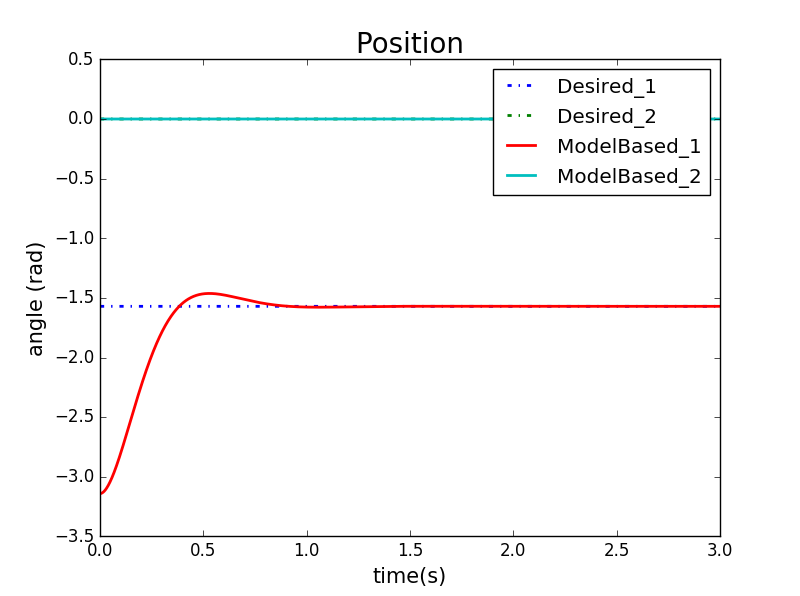 Position
0.5
0.0
−0.5
−1.0
−1.5
−2.0
−2.5
−3.0
−3.5
angle (rad)
Desired_1
Desired_2
ModelBased_1
ModelBased_2
0.0 0.5 1.0 1.5 2.0 2.5 3.0
time(s)